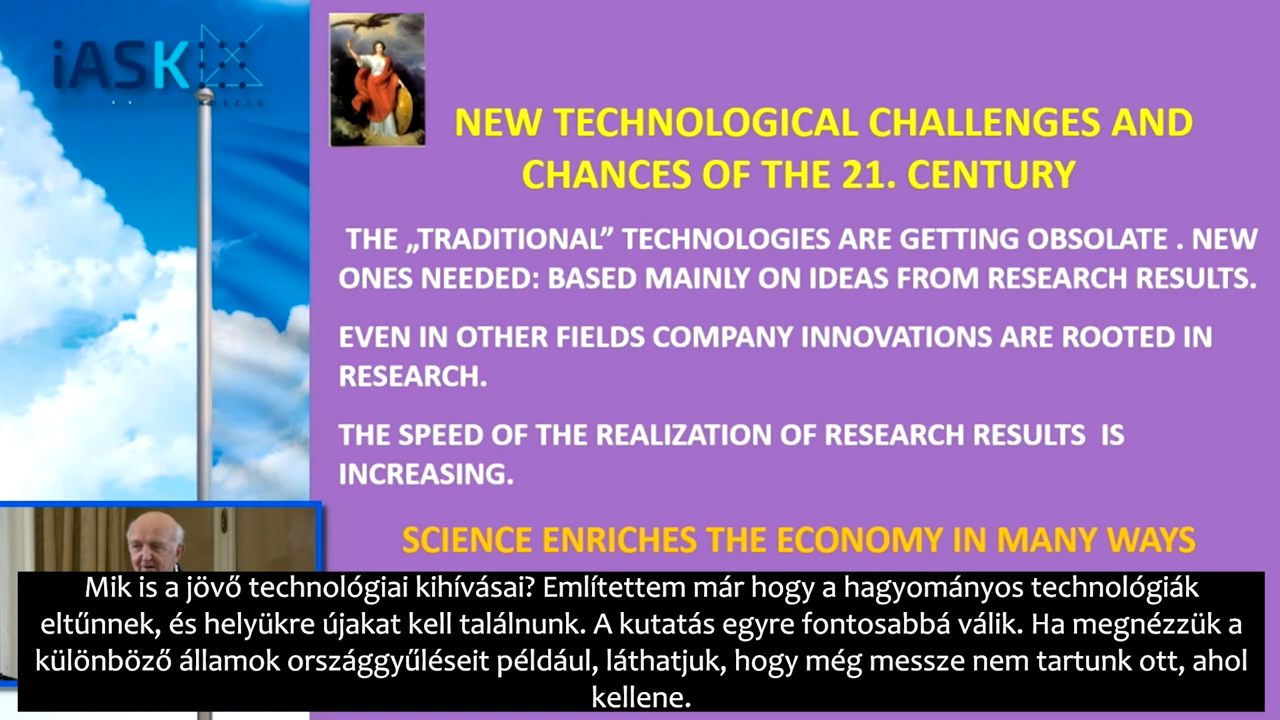 iASK
NEW TECHNOLOGICAL CHALLENGES AND
CHANCES OF THE 21. CENTURY
THE „TRADITIONAL” TECHNOLOGIES ARE GETTING OBSOLATE . NEW
ONES NEEDED: BASED MAINLY ON IDEAS FROM RESEARCH RESULTS.
EVEN IN OTHER FIELDS COMPANY INNOVATIONS ARE ROOTED IN
RESEARCH.
THE SPEED OF THE REALIZATION OF RESEARCH RESULTS IS
INCREASING.
SCIENCE ENRICHES THE ECONOMY IN MANY WAYS
Mik is a jövő technológiai kihívásai? Említettem már hogy a hagyományos technológiák
eltűnnek, és helyükre újakat kell találnunk. A kutatás egyre fontosabbá válik. Ha megnézzük a
különböző államok országgyűléseit például, láthatjuk, hogy még messze nem tartunk ott, ahol
kellene.